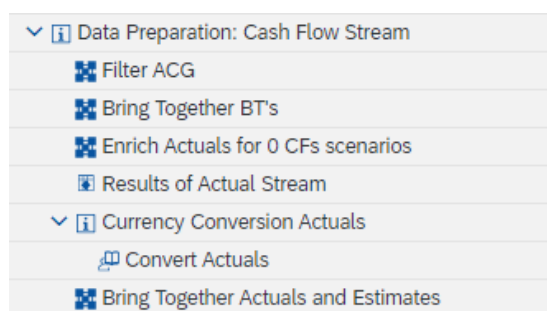 Data Preparation: Cash Flow Stream
Filter ACG
Bring Together BT's
Enrich Actuals for 0 CFs scenarios
Results of Actual Stream
Currency Conversion Actuals
Convert Actuals
Bring Together Actuals and Estimates